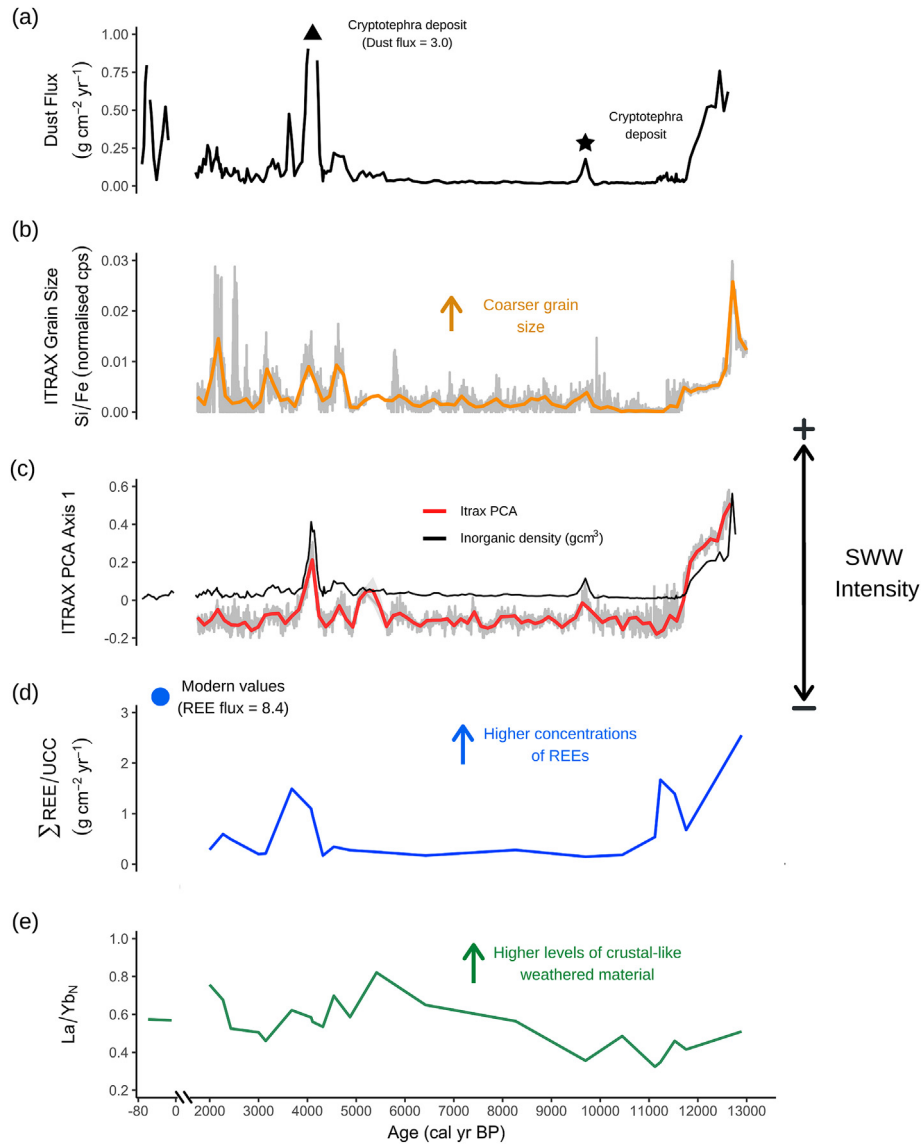 (a)
Cryptotephra deposit
(Dust flux = 3.0)
Cryptotephra
deposit
Dust Flux
(g cm⁻² yr⁻¹)
1.00
0.75
0.50
0.25
0.00
(b)
Coarser grain
size
ITRAX Grain Size
Si/Fe (normalised cps)
0.03
0.02
0.01
0.00
+
SWW
Intensity
−
(c)
Itrax PCA
Inorganic density (gcm³)
ITRAX PCA Axis 1
0.6
0.4
0.2
0
-0.2
(d)
Modern values
(REE flux = 8.4)
Higher concentrations
of REEs
∑REE/UCC
(g cm⁻² yr⁻¹)
3
2
1
0
(e)
Higher levels of crustal-like
weathered material
La/Yb_N
1.0
0.8
0.6
0.4
0.2
-80 0 2000 3000 4000 5000 6000 7000 8000 9000 10000 11000 12000 13000
Age (cal yr BP)